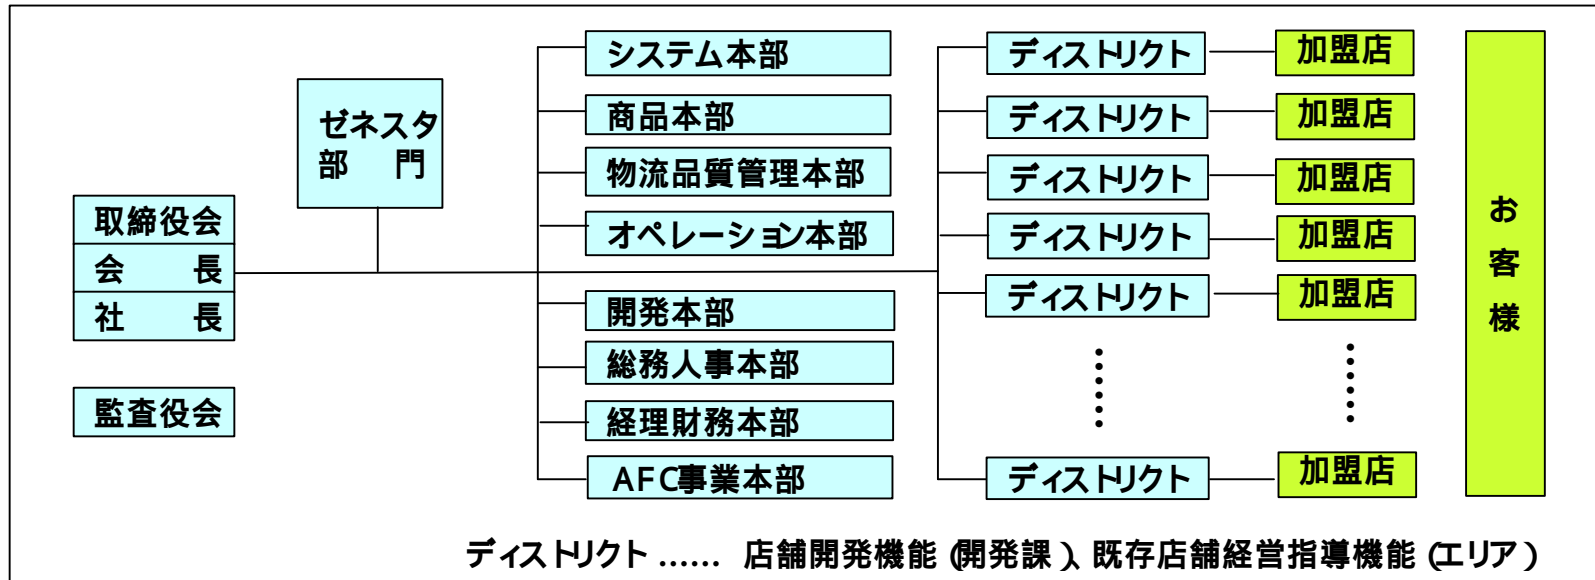 取締役会
会　　長
社　　長
監査役会
ゼネスタ
部　門
システム本部
商品本部
物流品質管理本部
オペレーション本部
開発本部
総務人事本部
経理財務本部
AFC事業本部
ディストリクト
加盟店
ディストリクト
加盟店
ディストリクト
加盟店
ディストリクト
加盟店
ディストリクト
加盟店
ディストリクト
加盟店
お客様
ディストリクト …… 店舗開発機能(開発課)、既存店舗経営指導機能(エリア)